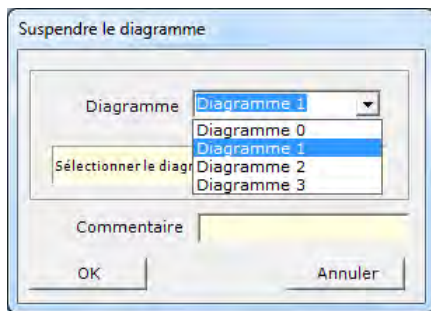 Suspendre le diagramme
Diagramme Diagramme 1
Diagramme 0
Diagramme 1
Sélectionner le diagr Diagramme 2
Diagramme 3
Commentaire
OK Annuler